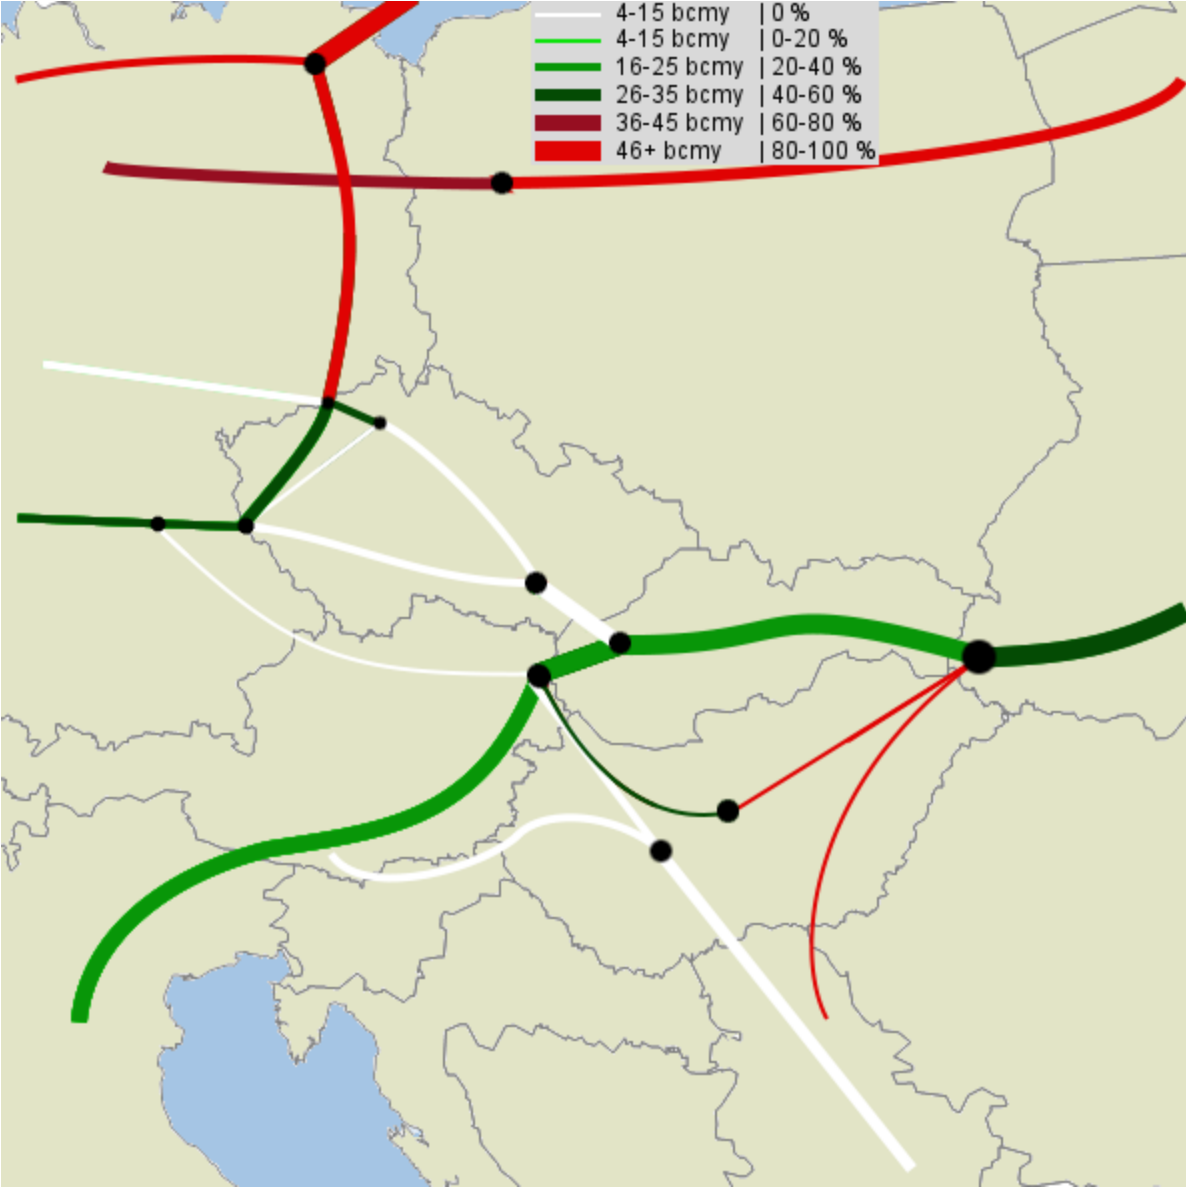 4-15 bcmy | 0 %
4-15 bcmy | 0-20 %
16-25 bcmy | 20-40 %
26-35 bcmy | 40-60 %
36-45 bcmy | 60-80 %
46+ bcmy | 80-100 %